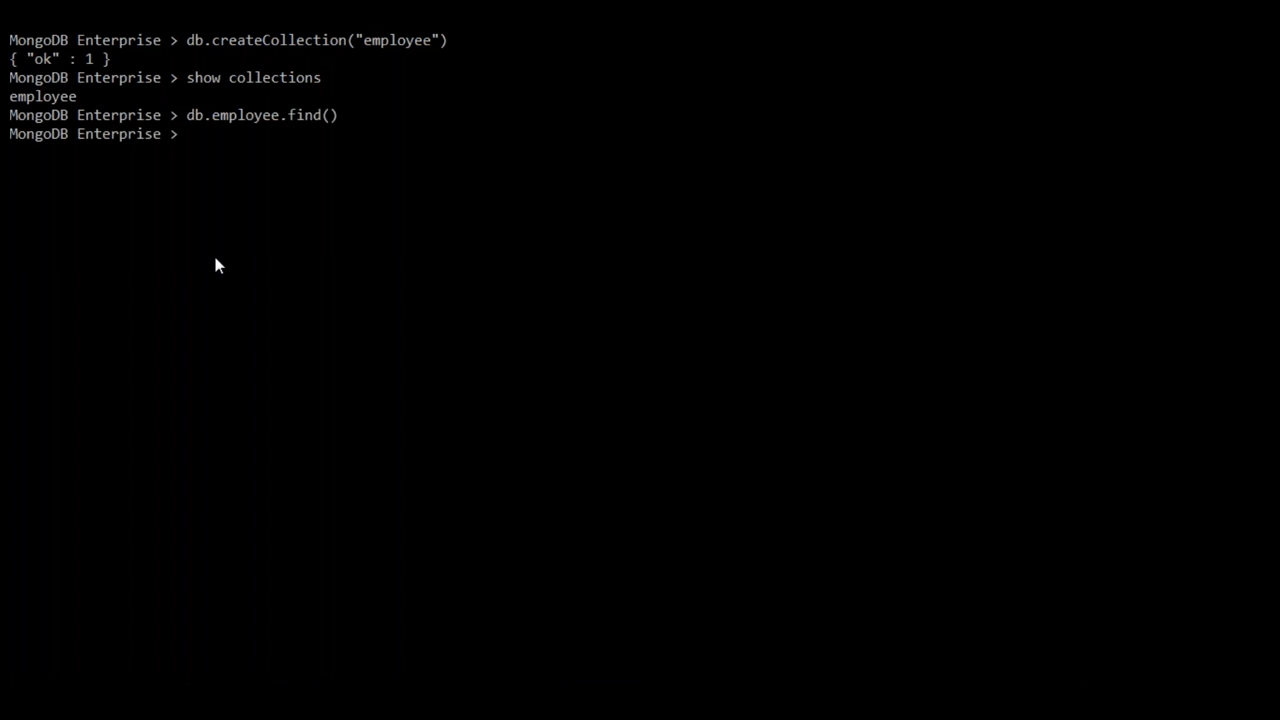 MongoDB Enterprise > db.createCollection("employee")
{ "ok" : 1 }
MongoDB Enterprise > show collections
employee
MongoDB Enterprise > db.employee.find()
MongoDB Enterprise >